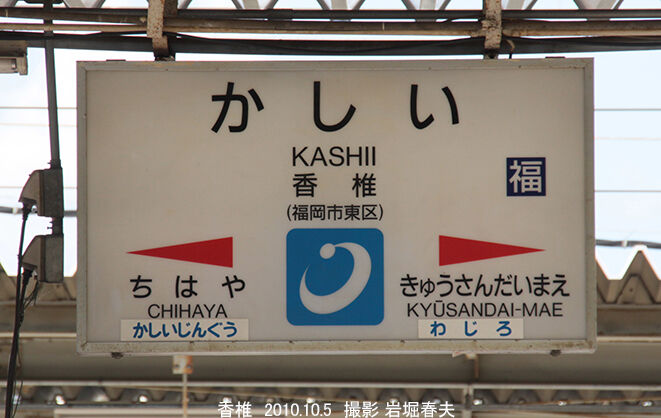 かしい
KASHII
香椎
(福岡市東区)
福
ちはや
CHIHAYA
かしいじんぐう
きゅうさんだいまえ
KYŪSANDAI-MAE
わじろ
香椎 2010.10.5 撮影 岩堀春夫